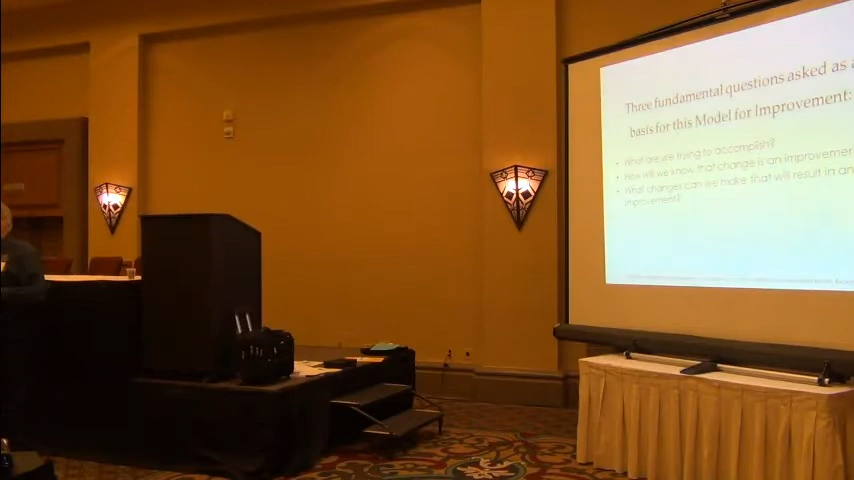 Three fundamental questions asked as a
basis for this Model for Improvement:
• What are we trying to accomplish?
• How will we know that change is an improvement
• What changes can we make that will result in an
improvement?